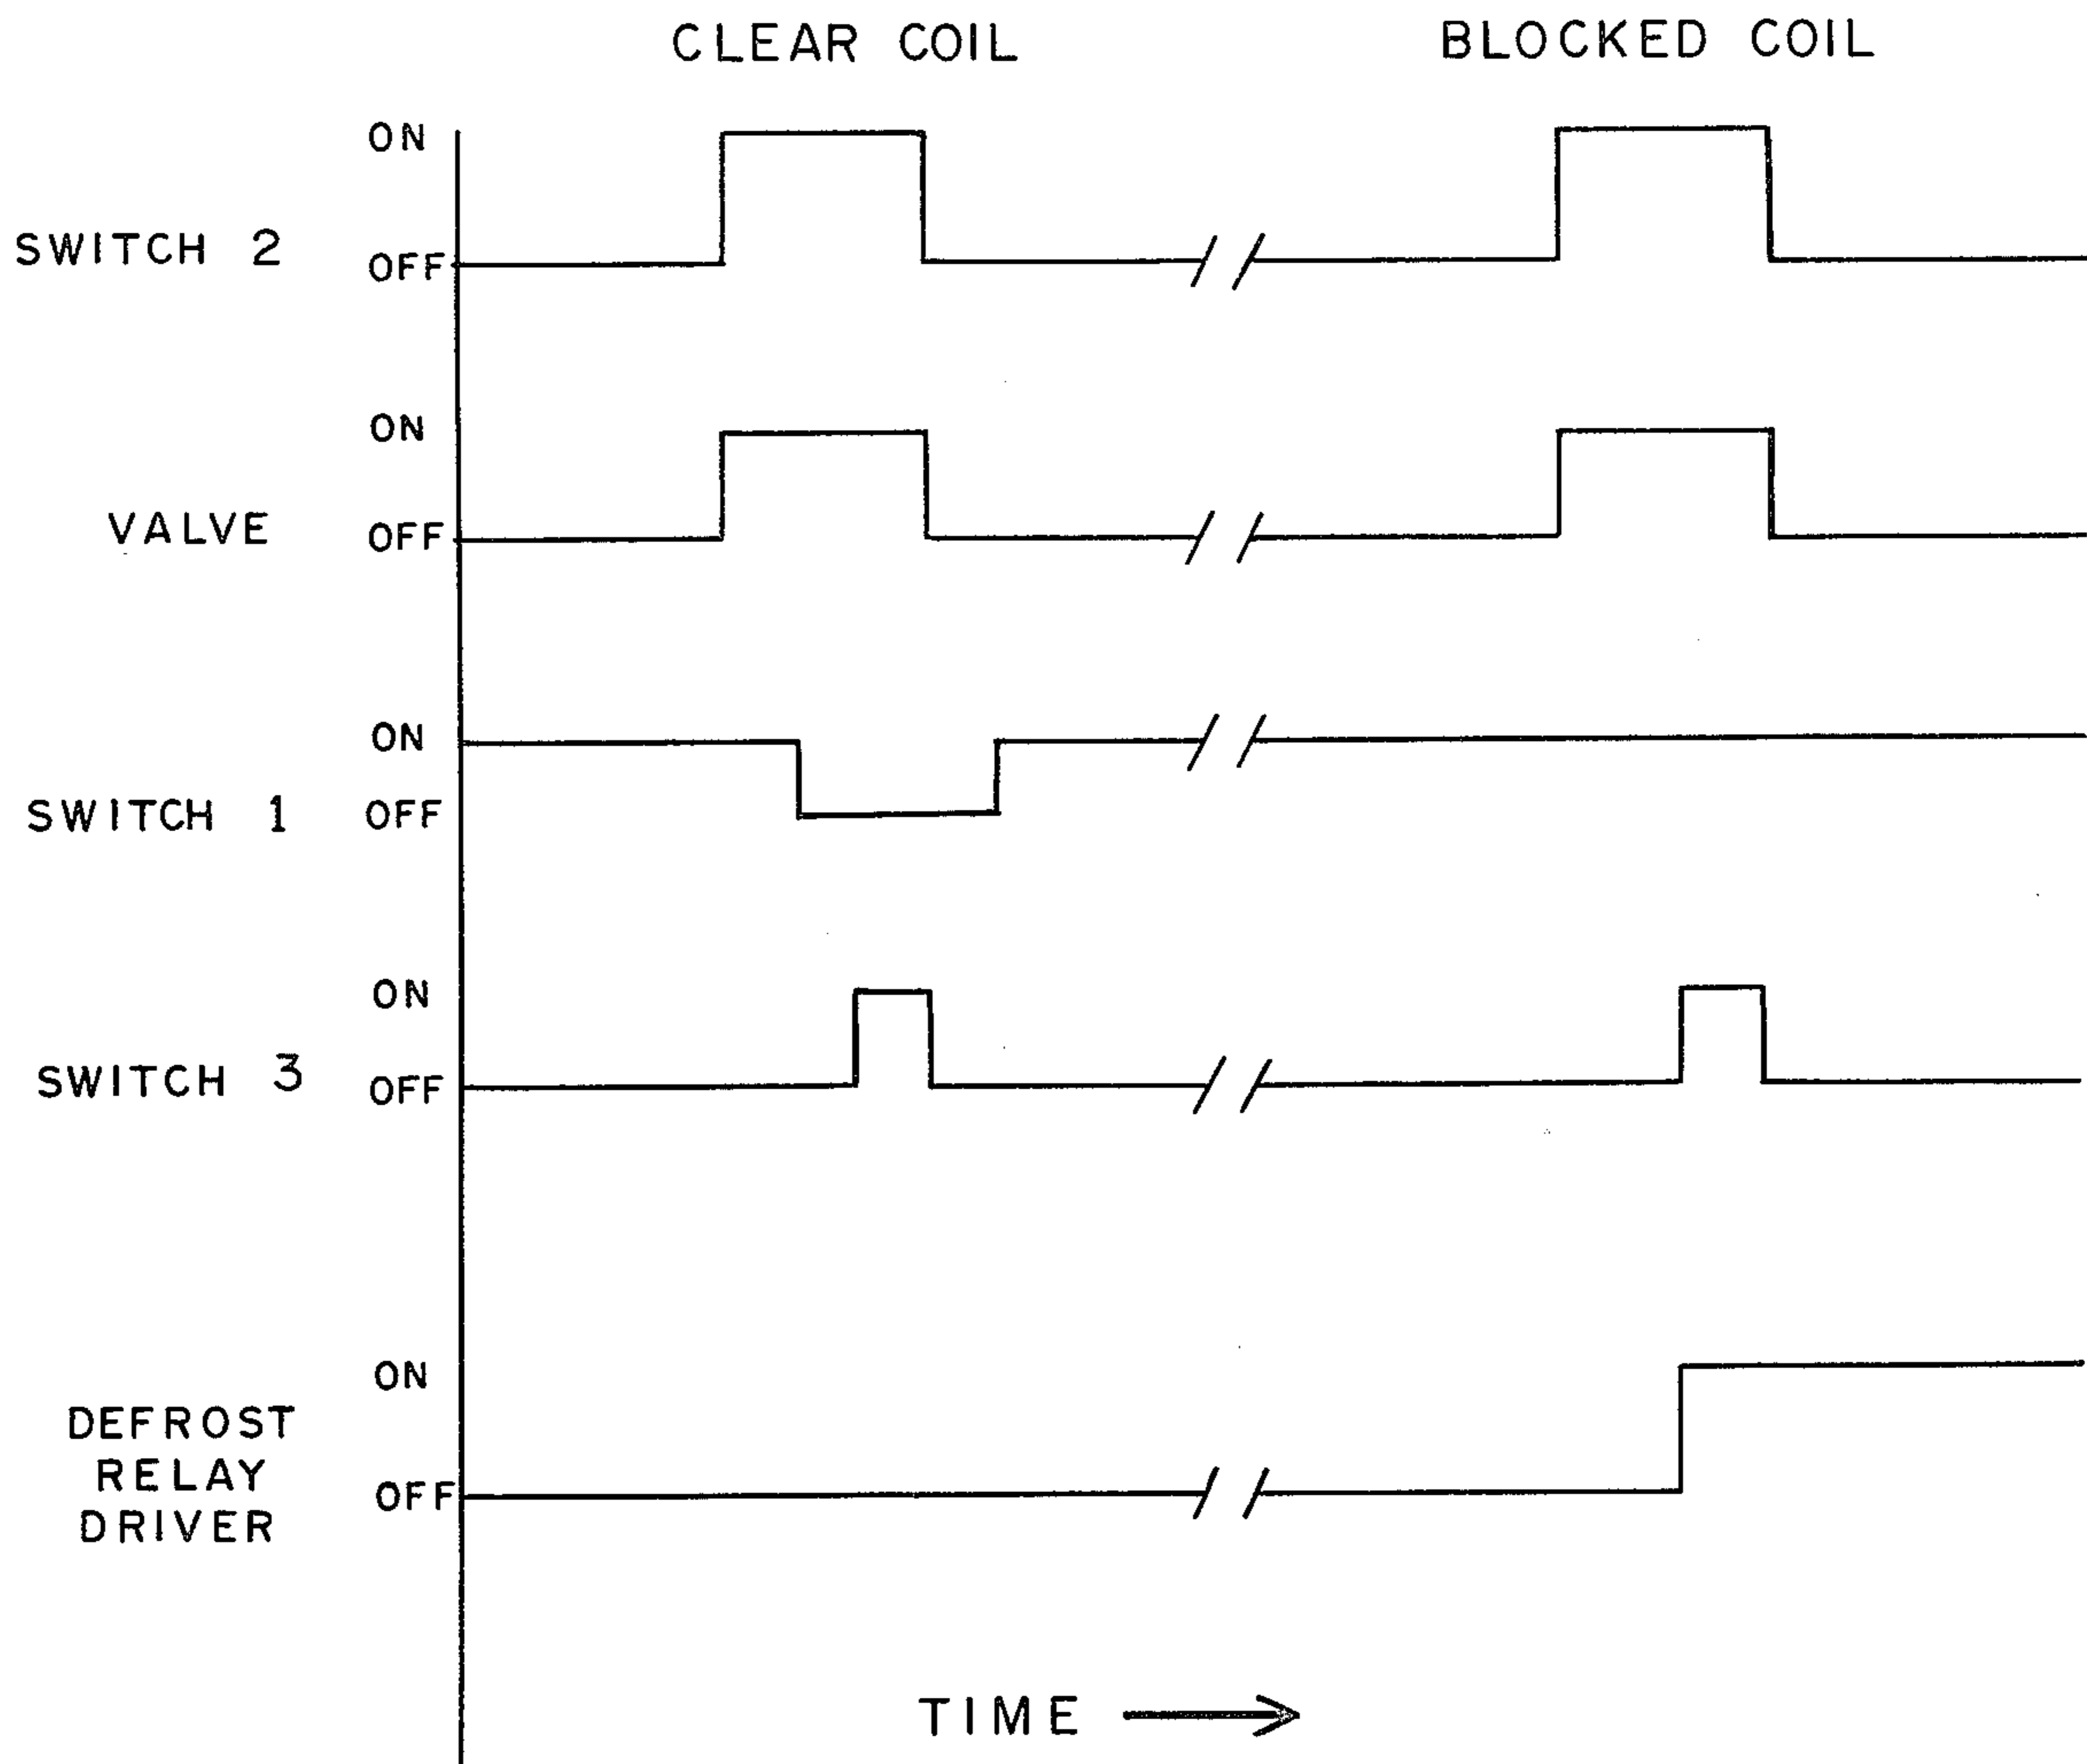 CLEAR COIL
BLOCKED COIL
ON
SWITCH 2
OFF
ON
VALVE
OFF
ON
SWITCH 1
OFF
ON
SWITCH 3
OFF
ON
DEFROST
RELAY
DRIVER
OFF
TIME